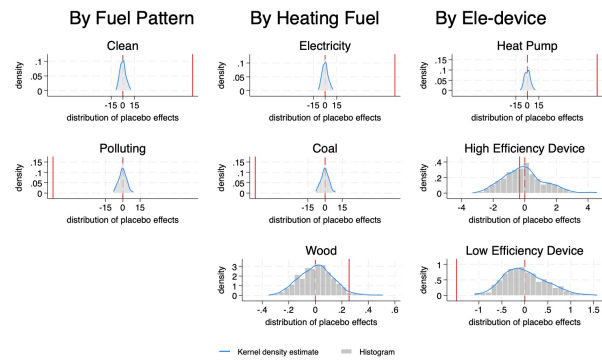 By Fuel Pattern
By Heating Fuel
By Ele-device
Clean
density
.1
.05
0
-15 0 15
distribution of placebo effects
Electricity
density
.1
.05
0
-15 0 15
distribution of placebo effects
Heat Pump
density
.15
.1
.05
0
-15 0 15
distribution of placebo effects
Polluting
density
.15
.1
.05
0
-15 0 15
distribution of placebo effects
Coal
density
.15
.1
.05
0
-15 0 15
distribution of placebo effects
High Efficiency Device
density
.4
.2
0
-4 -2 0 2 4
distribution of placebo effects
Wood
density
3
2
1
0
-.4 -.2 0 .2 .4 .6
distribution of placebo effects
Low Efficiency Device
density
1
.5
0
-1 -.5 0 .5 1 1.5
distribution of placebo effects
Kernel density estimate Histogram